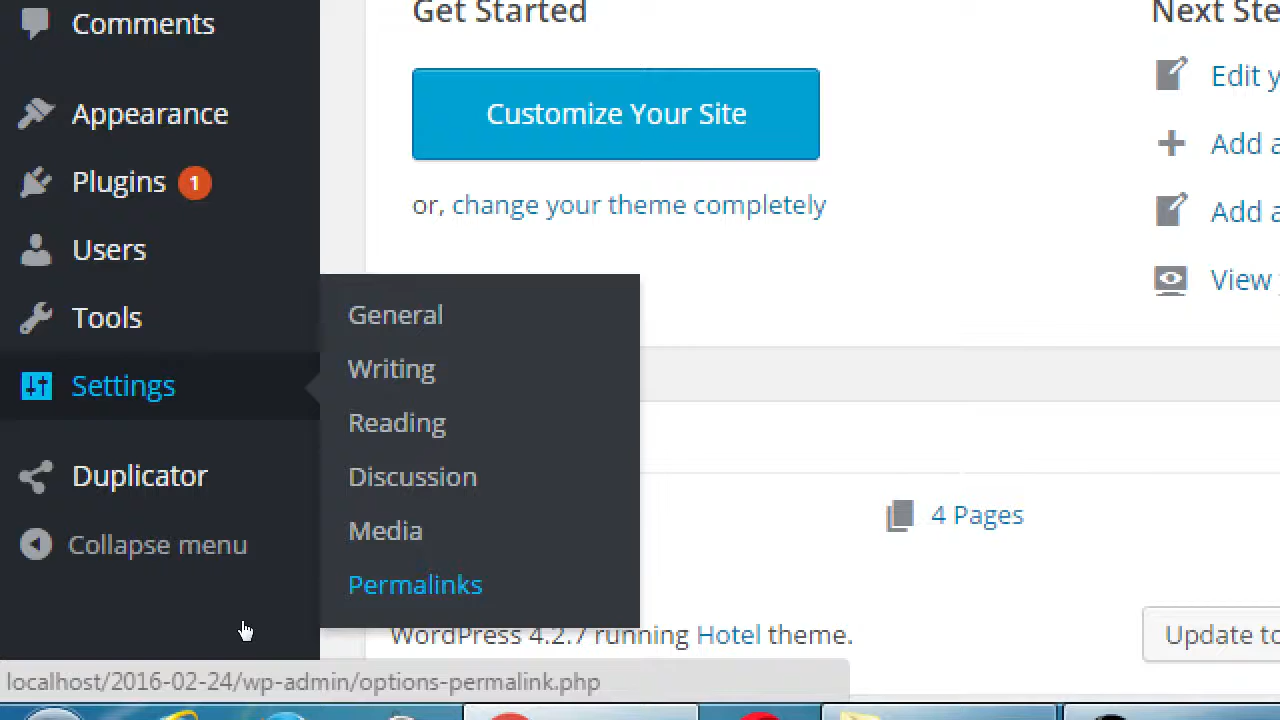 Comments
Appearance
Plugins 1
Users
Tools
Settings
Duplicator
Collapse menu
General
Writing
Reading
Discussion
Media
Permalinks
Get Started
Customize Your Site
or, change your theme completely
Next Ste
Edit y
Add a
Add a
View
4 Pages
WordPress 4.2.7 running Hotel theme.
Update to
localhost/2016-02-24/wp-admin/options-permalink.php